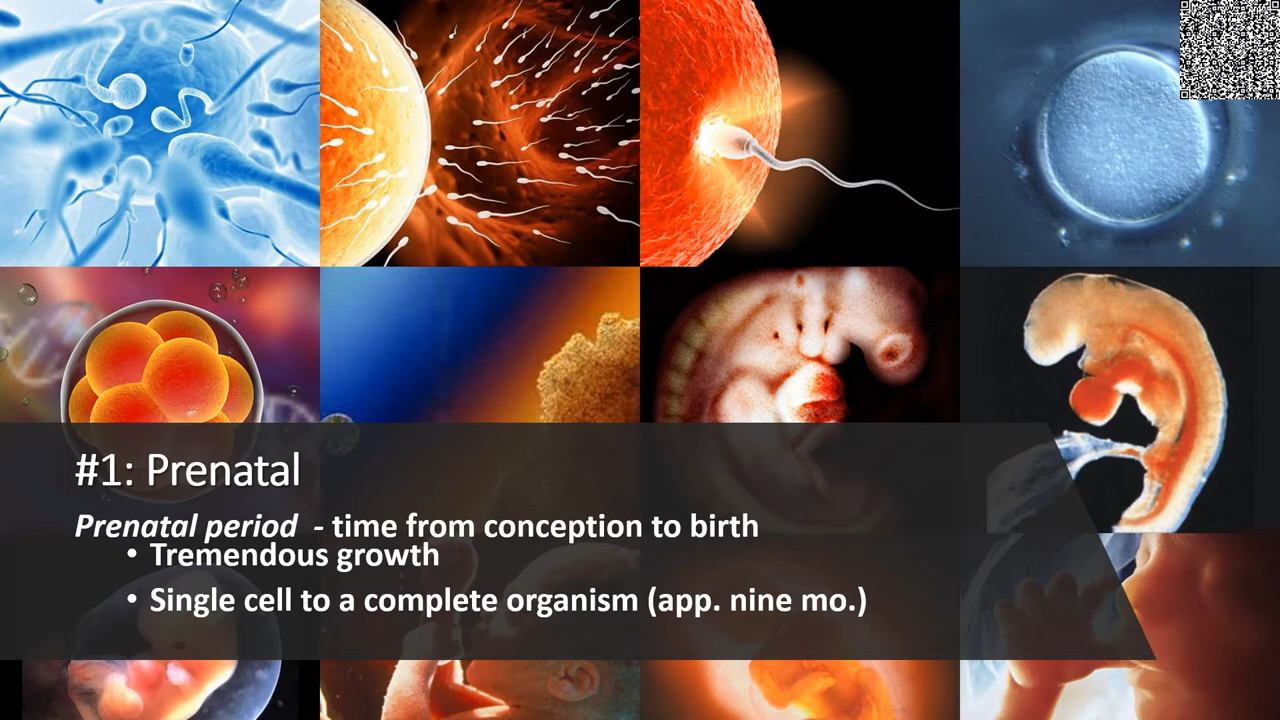 #1: Prenatal
Prenatal period - time from conception to birth
• Tremendous growth
• Single cell to a complete organism (app. nine mo.)